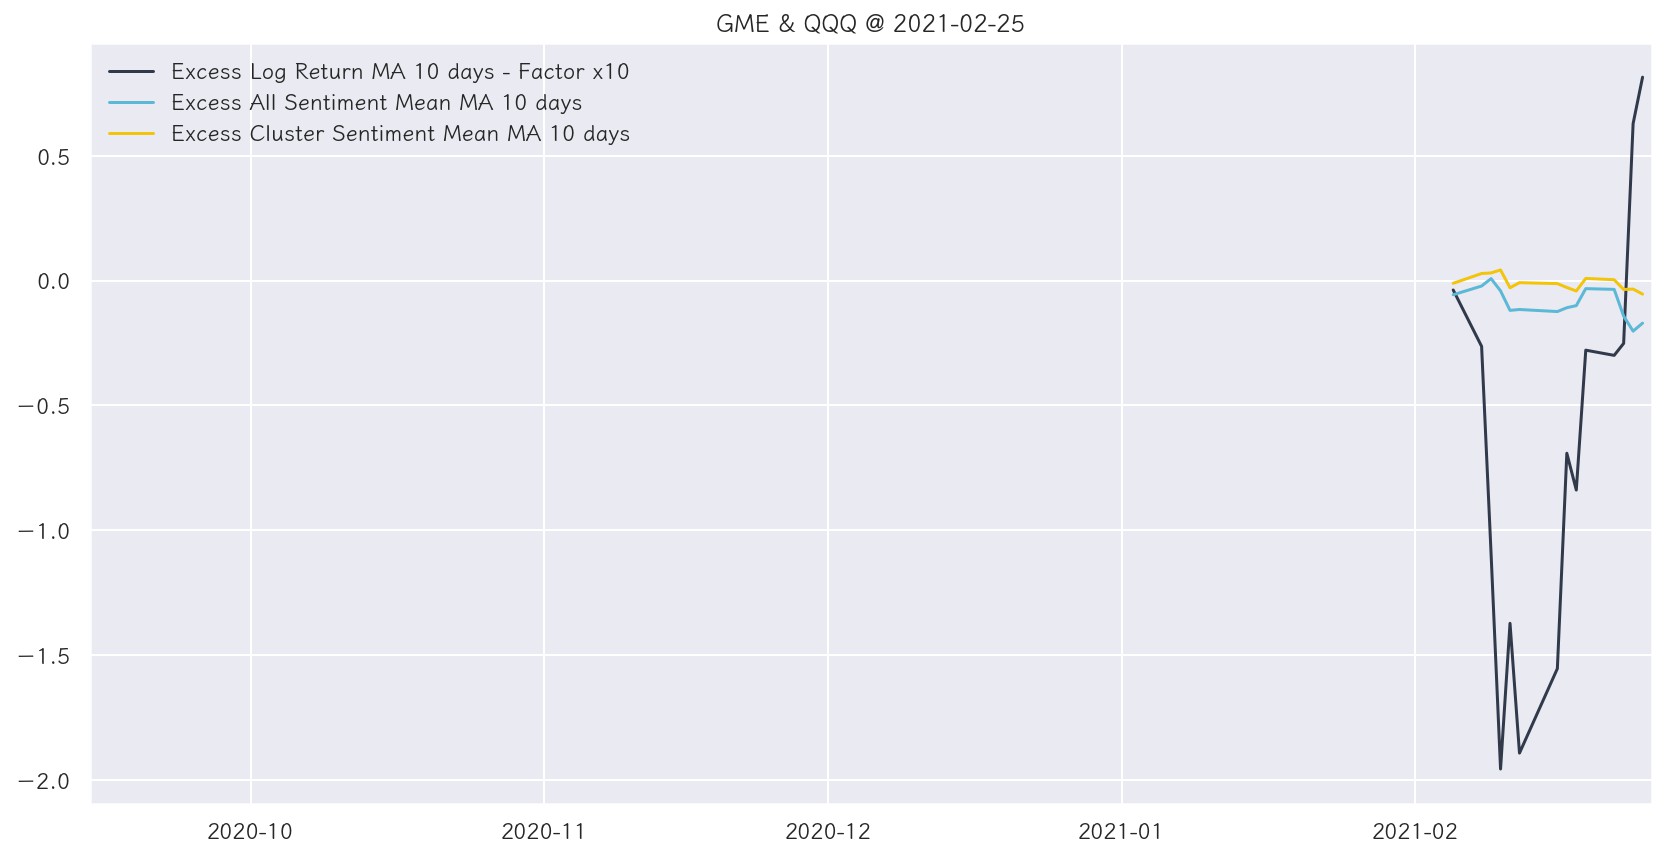 GME & QQQ @ 2021-02-25
Excess Log Return MA 10 days - Factor x10
Excess All Sentiment Mean MA 10 days
Excess Cluster Sentiment Mean MA 10 days
0.5
0.0
−0.5
−1.0
−1.5
−2.0
2020-10 2020-11 2020-12 2021-01 2021-02